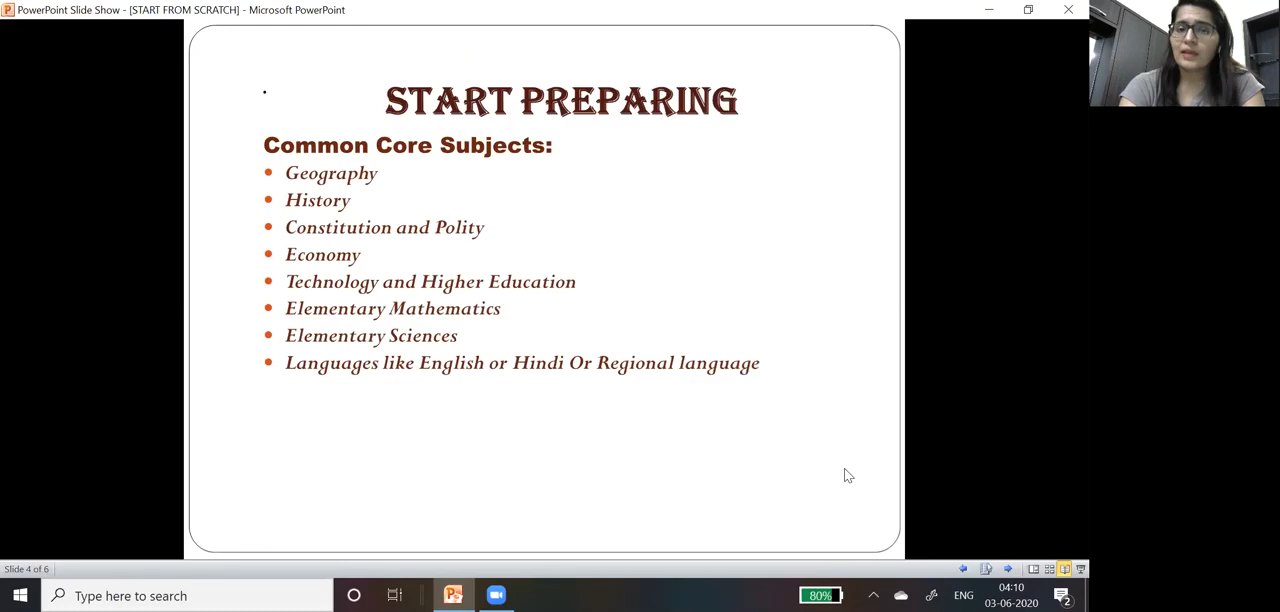 PowerPoint Slide Show - [START FROM SCRATCH] - Microsoft PowerPoint
START PREPARING
Common Core Subjects:
• Geography
• History
• Constitution and Polity
• Economy
• Technology and Higher Education
• Elementary Mathematics
• Elementary Sciences
• Languages like English or Hindi Or Regional language
Slide 4 of 6
Type here to search
80%
ENG
04:10
03-06-2020
2